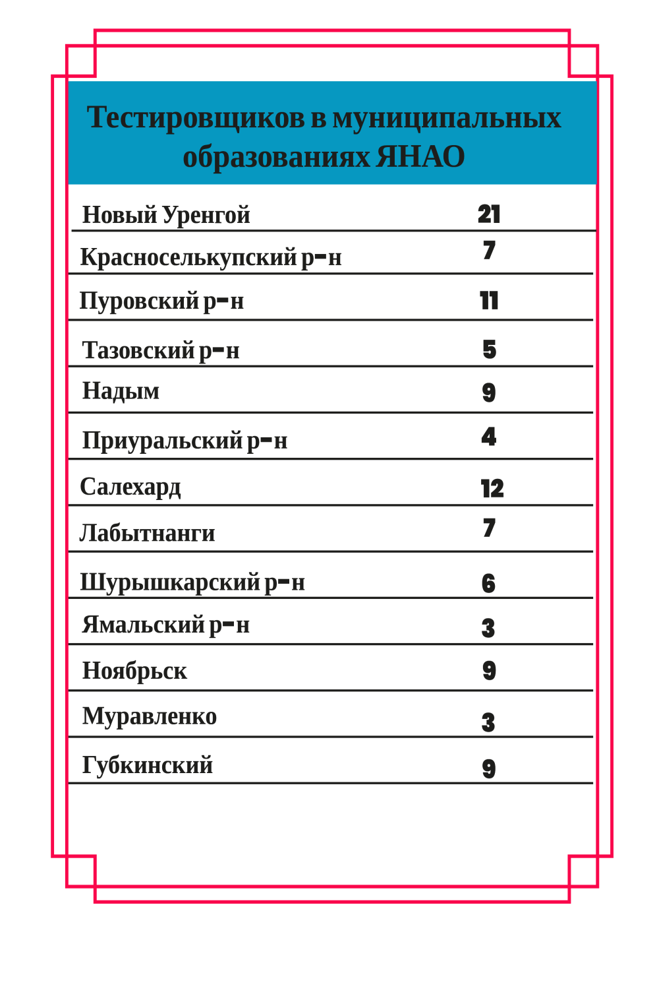 Тестировщиков в муниципальных
образованиях ЯНАО
Новый Уренгой 21
Красноселькупский р-н 7
Пуровский р-н 11
Тазовский р-н 5
Надым 9
Приуральский р-н 4
Салехард 12
Лабытнанги 7
Шурышкарский р-н 6
Ямальский р-н 3
Ноябрьск 9
Муравленко 3
Губкинский 9